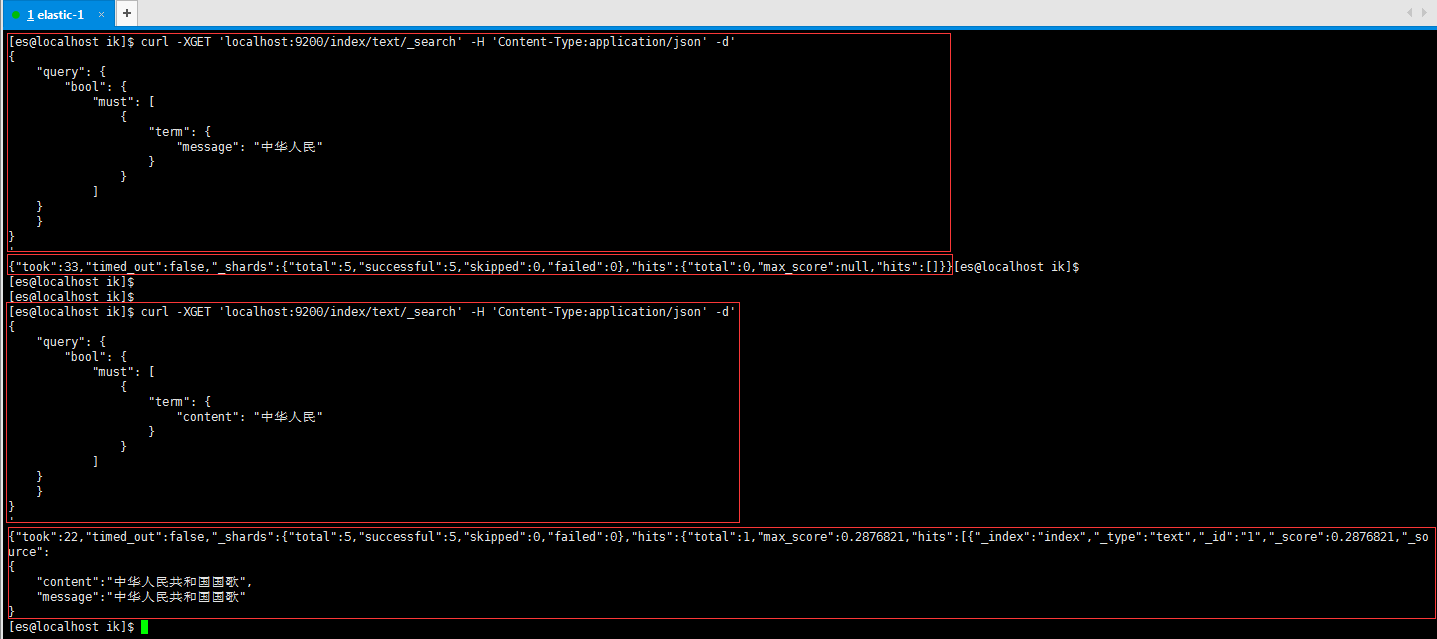 1 elastic-1 × +
[es@localhost ik]$ curl -XGET 'localhost:9200/index/text/_search' -H 'Content-Type:application/json' -d'
{
    "query": {
        "bool": {
            "must": [
                {
                    "term": {
                        "message": "中华人民"
                    }
                }
            ]
    }
    }
}
'
{"took":33,"timed_out":false,"_shards":{"total":5,"successful":5,"skipped":0,"failed":0},"hits":{"total":0,"max_score":null,"hits":[]}}[es@localhost ik]$
[es@localhost ik]$
[es@localhost ik]$
[es@localhost ik]$ curl -XGET 'localhost:9200/index/text/_search' -H 'Content-Type:application/json' -d'
{
    "query": {
        "bool": {
            "must": [
                {
                    "term": {
                        "content": "中华人民"
                    }
                }
            ]
    }
    }
}
'
{"took":22,"timed_out":false,"_shards":{"total":5,"successful":5,"skipped":0,"failed":0},"hits":{"total":1,"max_score":0.2876821,"hits":[{"_index":"index","_type":"text","_id":"1","_score":0.2876821,"_so
urce":
{
    "content":"中华人民共和国国歌",
    "message":"中华人民共和国国歌"
}
[es@localhost ik]$